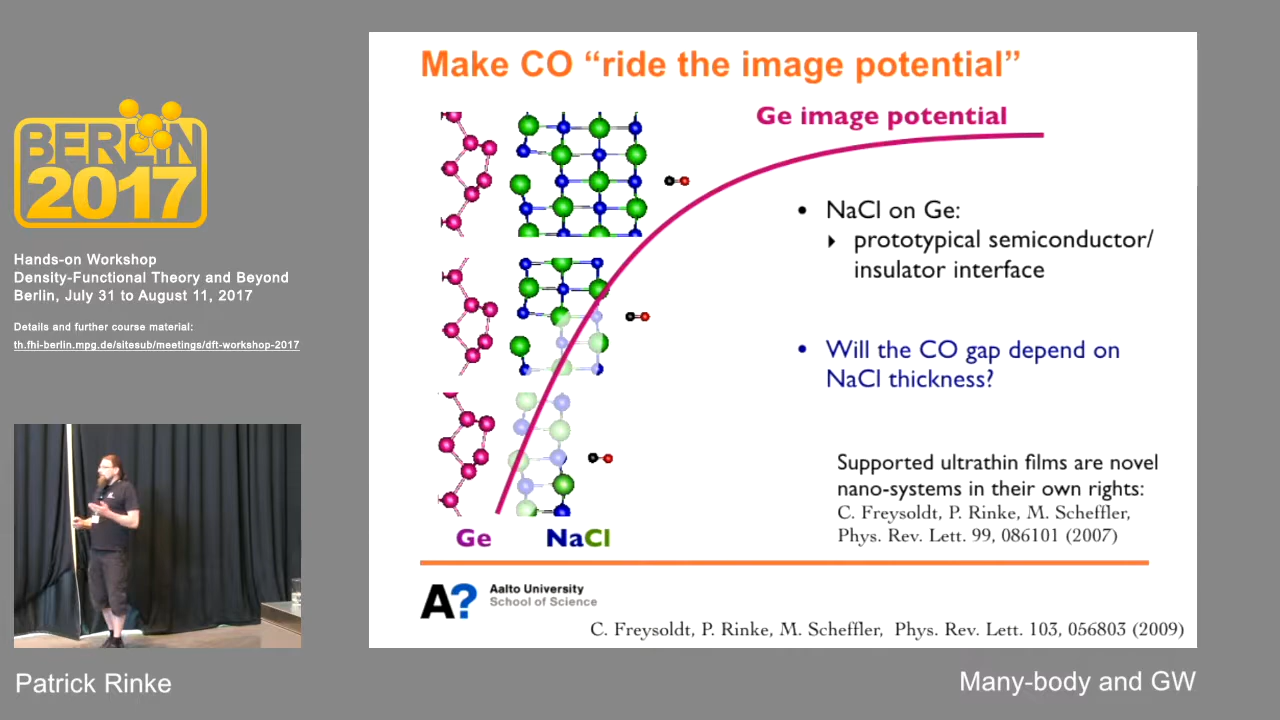 BERLIN
2017
Hands-on Workshop
Density-Functional Theory and Beyond
Berlin, July 31 to August 11, 2017
Details and further course material:
th.fhi-berlin.mpg.de/sitesub/meetings/dft-workshop-2017
Patrick Rinke
Make CO “ride the image potential”
Ge image potential
• NaCl on Ge:
prototypical semiconductor/
insulator interface
• Will the CO gap depend on
NaCl thickness?
Supported ultrathin films are novel
nano-systems in their own rights:
C. Freysoldt, P. Rinke, M. Scheffler,
Phys. Rev. Lett. 99, 086101 (2007)
Ge NaCl
A? Aalto University
School of Science
C. Freysoldt, P. Rinke, M. Scheffler, Phys. Rev. Lett. 103, 056803 (2009)
Many-body and GW